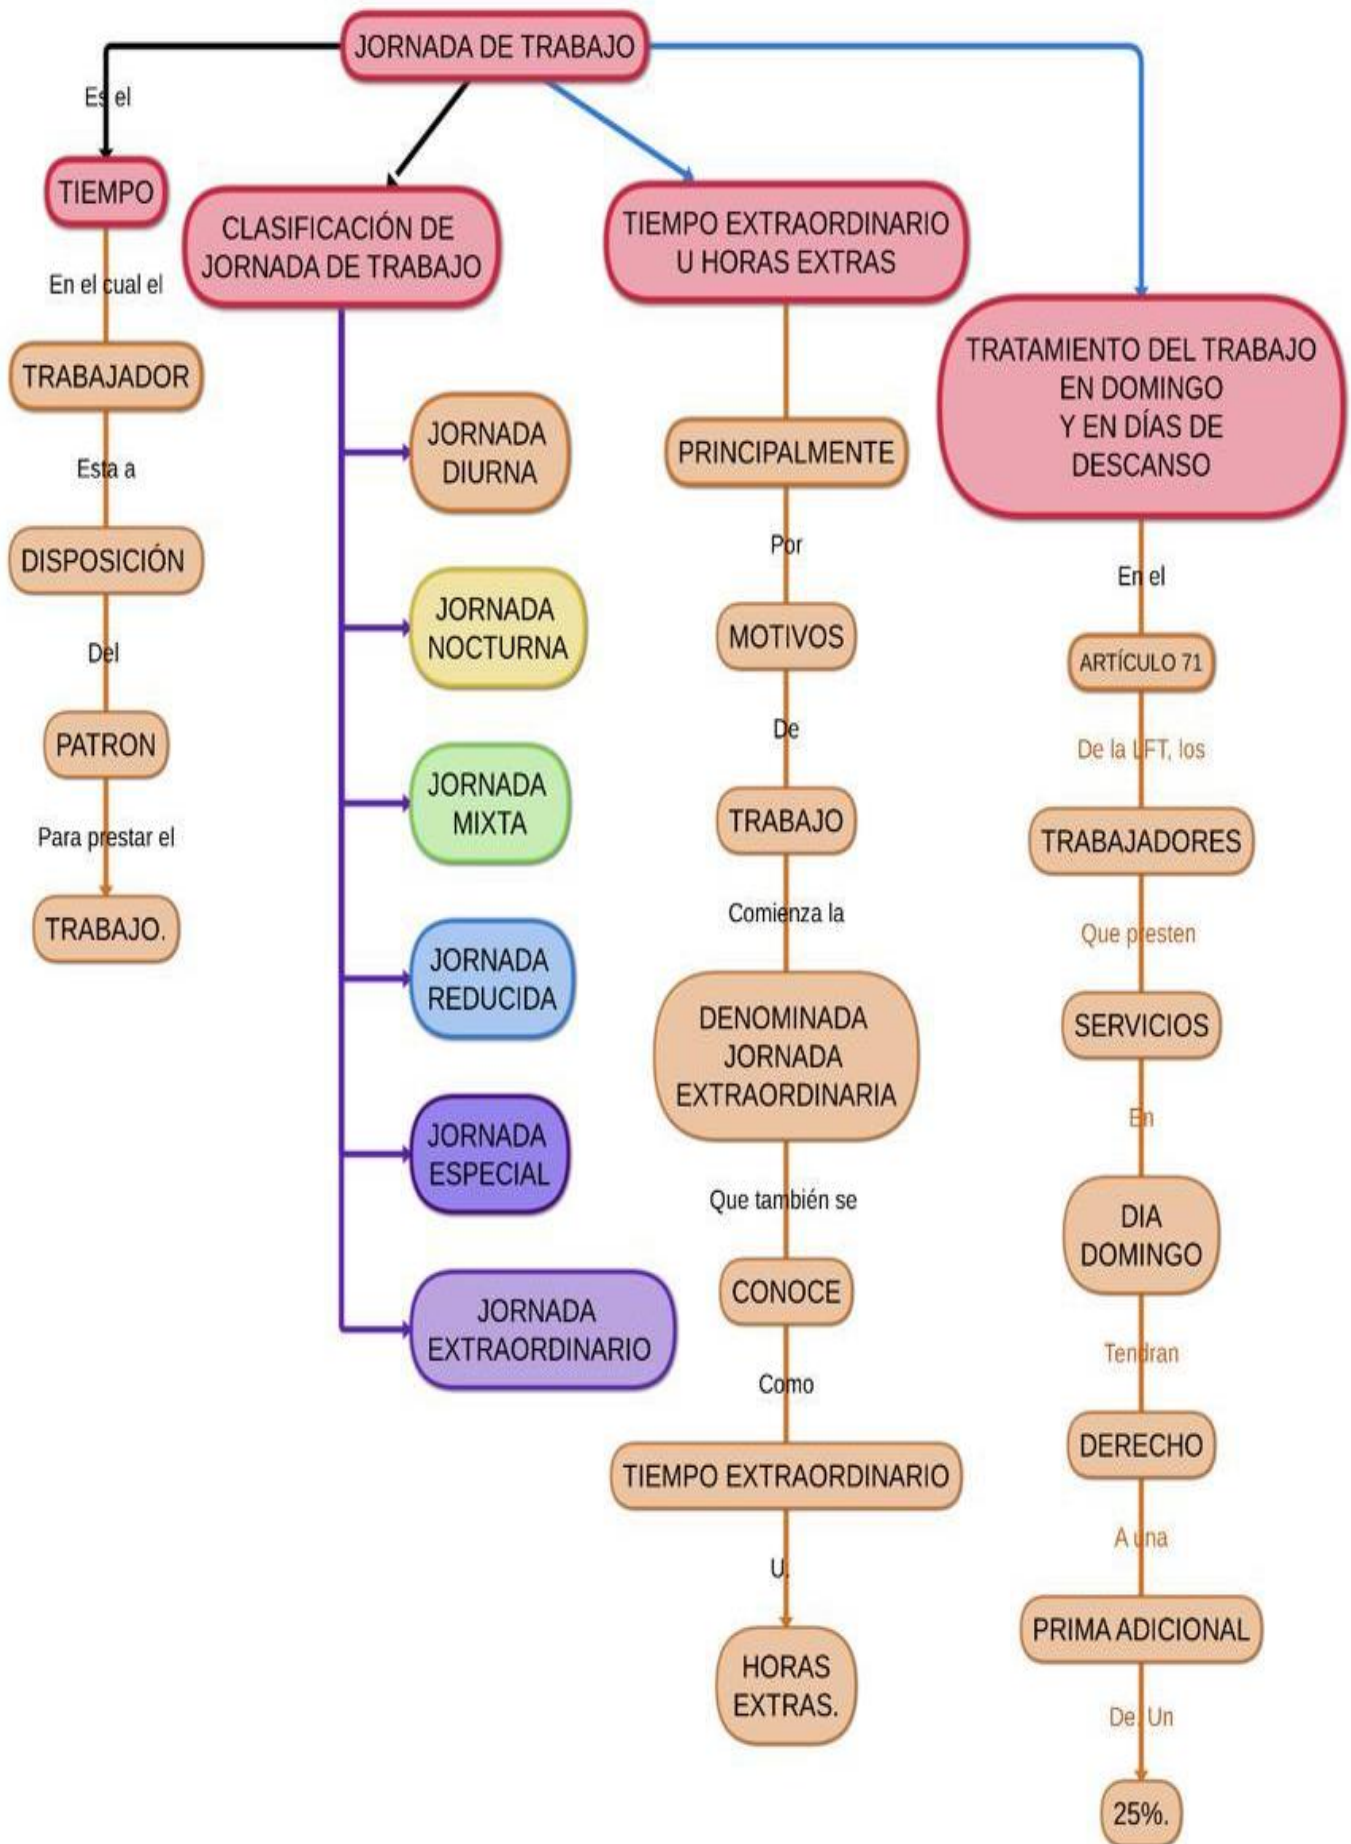 JORNADA DE TRABAJO
Es el
TIEMPO
En el cual el
TRABAJADOR
Esta a
DISPOSICIÓN
Del
PATRON
Para prestar el
TRABAJO.
CLASIFICACIÓN DE
JORNADA DE TRABAJO
JORNADA
DIURNA
JORNADA
NOCTURNA
JORNADA
MIXTA
JORNADA
REDUCIDA
JORNADA
ESPECIAL
JORNADA
EXTRAORDINARIO
TIEMPO EXTRAORDINARIO
U HORAS EXTRAS
PRINCIPALMENTE
Por
MOTIVOS
De
TRABAJO
Comienza la
DENOMINADA
JORNADA
EXTRAORDINARIA
Que también se
CONOCE
Como
TIEMPO EXTRAORDINARIO
U.
HORAS
EXTRAS.
TRATAMIENTO DEL TRABAJO
EN DOMINGO
Y EN DÍAS DE
DESCANSO
En el
ARTÍCULO 71
De la LFT, los
TRABAJADORES
Que presten
SERVICIOS
En
DIA
DOMINGO
Tendran
DERECHO
A una
PRIMA ADICIONAL
De. Un
25%.